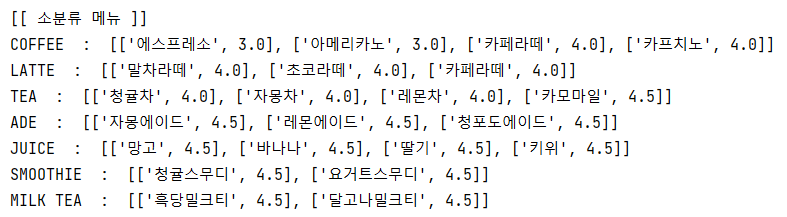 [[ 소분류 메뉴 ]]
COFFEE  :  [['에스프레소', 3.0], ['아메리카노', 3.0], ['카페라떼', 4.0], ['카프치노', 4.0]]
LATTE  :  [['말차라떼', 4.0], ['초코라떼', 4.0], ['카페라떼', 4.0]]
TEA  :  [['청귤차', 4.0], ['자몽차', 4.0], ['레몬차', 4.0], ['카모마일', 4.5]]
ADE  :  [['자몽에이드', 4.5], ['레몬에이드', 4.5], ['청포도에이드', 4.5]]
JUICE  :  [['망고', 4.5], ['바나나', 4.5], ['딸기', 4.5], ['키위', 4.5]]
SMOOTHIE  :  [['청귤스무디', 4.5], ['요거트스무디', 4.5]]
MILK TEA  :  [['흑당밀크티', 4.5], ['달고나밀크티', 4.5]]